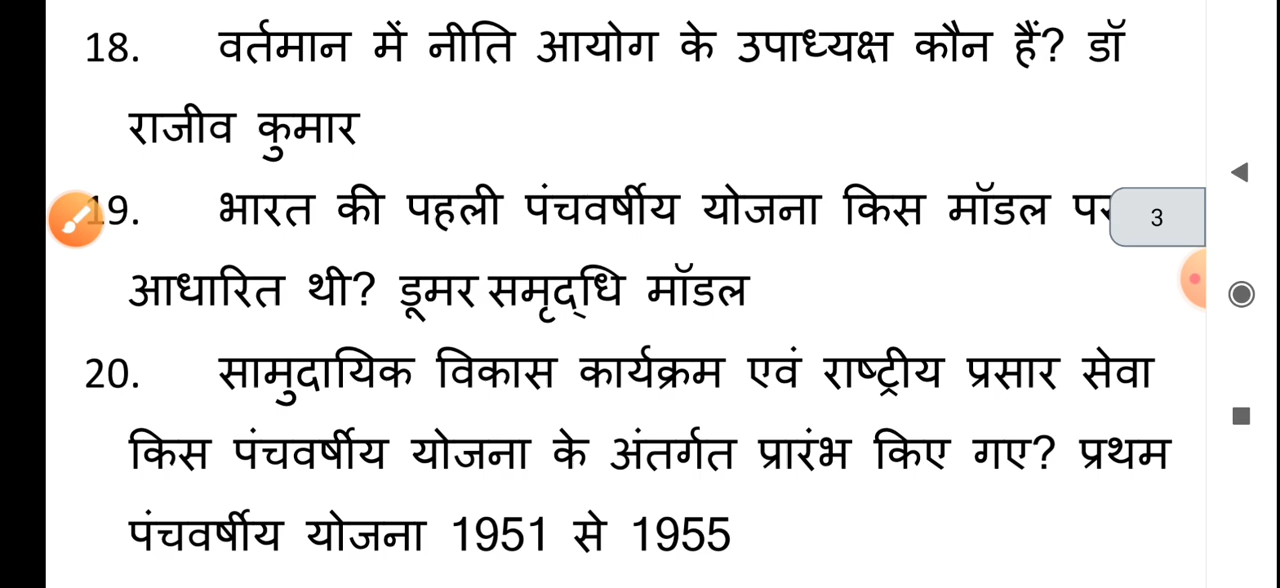 18. वर्तमान में नीति आयोग के उपाध्यक्ष कौन हैं? डॉ
राजीव कुमार
19. भारत की पहली पंचवर्षीय योजना किस मॉडल पर
3
आधारित थी? डूमर समृद्धि मॉडल
20. सामुदायिक विकास कार्यक्रम एवं राष्ट्रीय प्रसार सेवा
किस पंचवर्षीय योजना के अंतर्गत प्रारंभ किए गए? प्रथम
पंचवर्षीय योजना 1951 से 1955